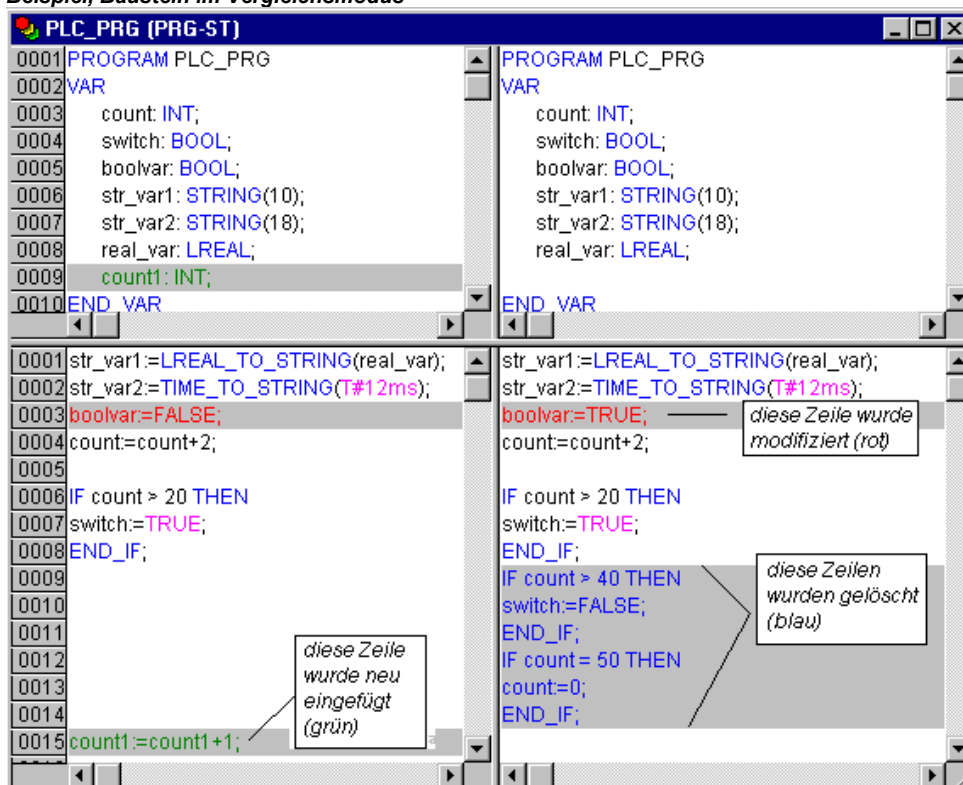 Beispiel, Baustein im Vergleichsmodus
PLC_PRG (PRG-ST)
0001 PROGRAM PLC_PRG
0002 VAR
0003 count: INT;
0004 switch: BOOL;
0005 boolvar: BOOL;
0006 str_var1: STRING(10);
0007 str_var2: STRING(18);
0008 real_var: LREAL;
0009 count1: INT;
0010 END_VAR
PROGRAM PLC_PRG
VAR
count: INT;
switch: BOOL;
boolvar: BOOL;
str_var1: STRING(10);
str_var2: STRING(18);
real_var: LREAL;
END_VAR
0001 str_var1:=LREAL_TO_STRING(real_var);
0002 str_var2:=TIME_TO_STRING(T#12ms);
0003 boolvar:=FALSE;
0004 count:=count+2;
0005
0006 IF count > 20 THEN
0007 switch:=TRUE;
0008 END_IF;
0009
0010
0011
0012
0013
0014
0015 count1:=count1+1;
diese Zeile
wurde neu
eingefügt
(grün)
str_var1:=LREAL_TO_STRING(real_var);
str_var2:=TIME_TO_STRING(T#12ms);
boolvar:=TRUE;
count:=count+2;
IF count > 20 THEN
switch:=TRUE;
END_IF;
IF count > 40 THEN
switch:=FALSE;
END_IF;
IF count = 50 THEN
count:=0;
END_IF;
diese Zeile wurde
modifiziert (rot)
diese Zeilen
wurden gelöscht
(blau)